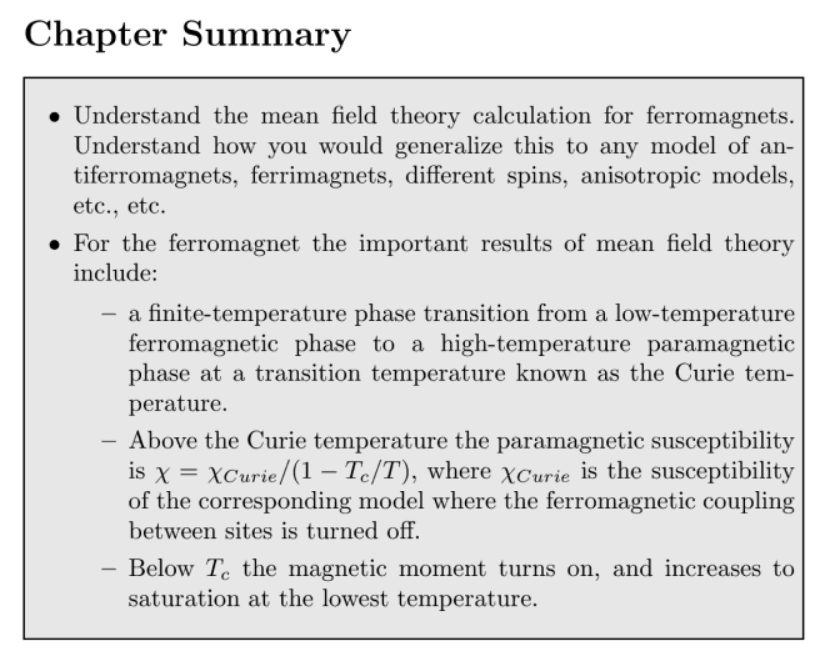 Chapter Summary
• Understand the mean field theory calculation for ferromagnets.
Understand how you would generalize this to any model of an-
tiferromagnets, ferrimagnets, different spins, anisotropic models,
etc., etc.
• For the ferromagnet the important results of mean field theory
include:
– a finite-temperature phase transition from a low-temperature
ferromagnetic phase to a high-temperature paramagnetic
phase at a transition temperature known as the Curie tem-
perature.
– Above the Curie temperature the paramagnetic susceptibility
is χ = χ_{Curie}/(1 − T_c/T), where χ_{Curie} is the susceptibility
of the corresponding model where the ferromagnetic coupling
between sites is turned off.
– Below T_c the magnetic moment turns on, and increases to
saturation at the lowest temperature.